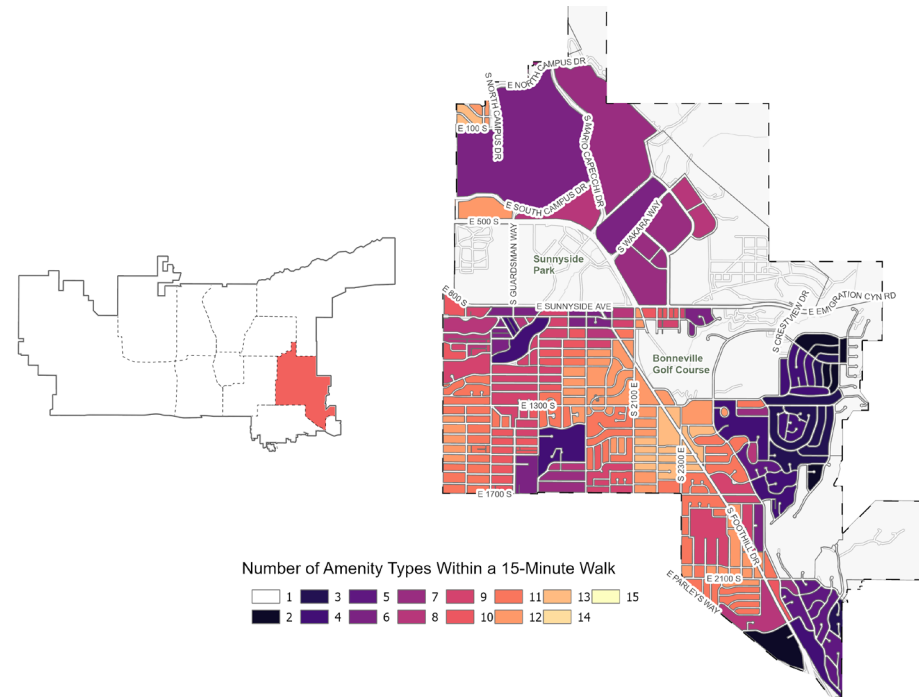 E NORTH CAMPUS DR
S NORTH CAMPUS DR
E 100 S
S MARIO CAPECCHI DR
E SOUTH CAMPUS DR
E 500 S
S WAKARA WAY
S GUARDSMAN WAY
Sunnyside
Park
E 800 S
E SUNNYSIDE AVE
S CRESTVIEW DR
E EMIGRATION CYN RD
Bonneville
Golf Course
S 2100 E
E 1300 S
S 2300 E
E 1700 S
S FOOTHILL DR
E 2100 S
E PARLEYS WAY
Number of Amenity Types Within a 15-Minute Walk
1 3 5 7 9 11 13 15
2 4 6 8 10 12 14